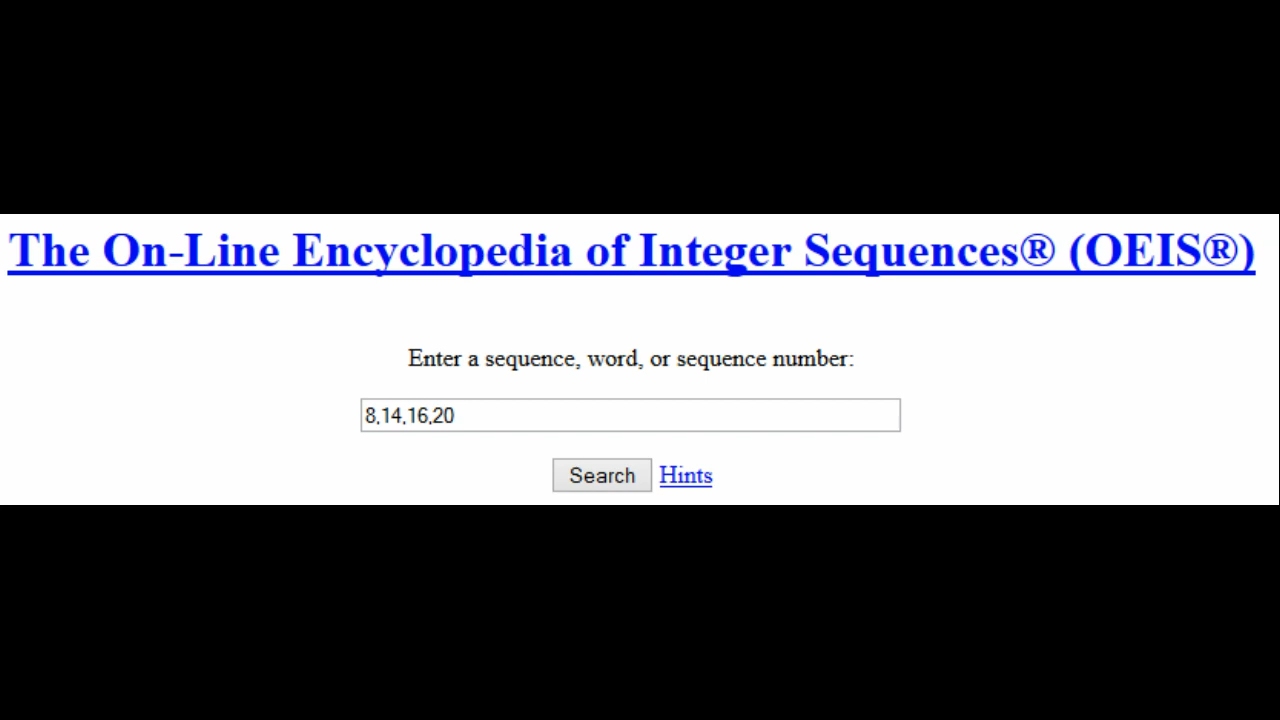 The On-Line Encyclopedia of Integer Sequences® (OEIS®)
Enter a sequence, word, or sequence number:
8,14,16,20
Search Hints